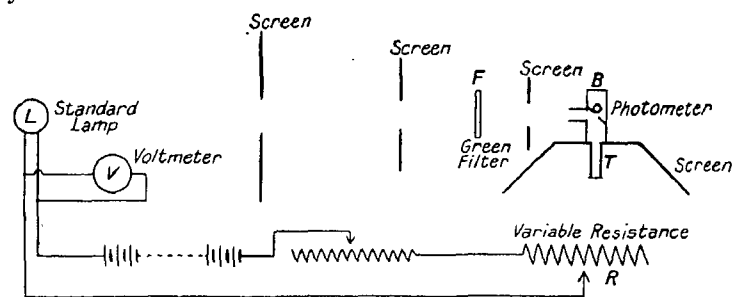 Screen
Screen
Screen
F
B
L
Standard
Lamp
Photometer
Green
Filter
T
Screen
V
Voltmeter
Variable Resistance
R